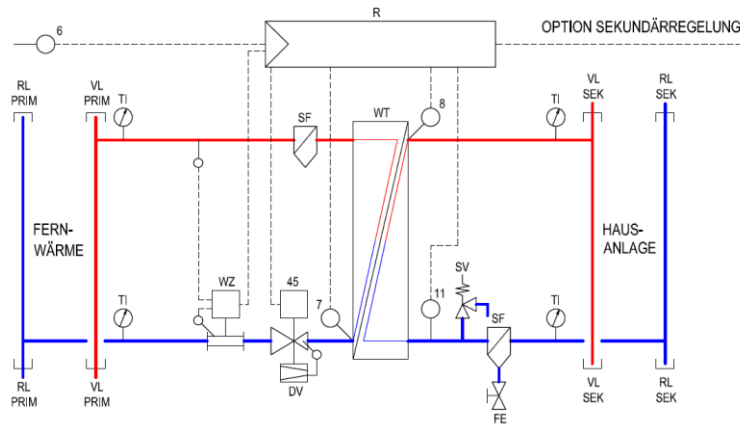 R
OPTION SEKUNDÄRREGELUNG
6
RL
PRIM
VL
PRIM
TI
SF
WT
8
TI
VL
SEK
RL
SEK
FERN-
WÄRME
HAUS-
ANLAGE
TI
WZ
45
7
11
SV
SF
TI
DV
FE
RL
PRIM
VL
PRIM
VL
SEK
RL
SEK